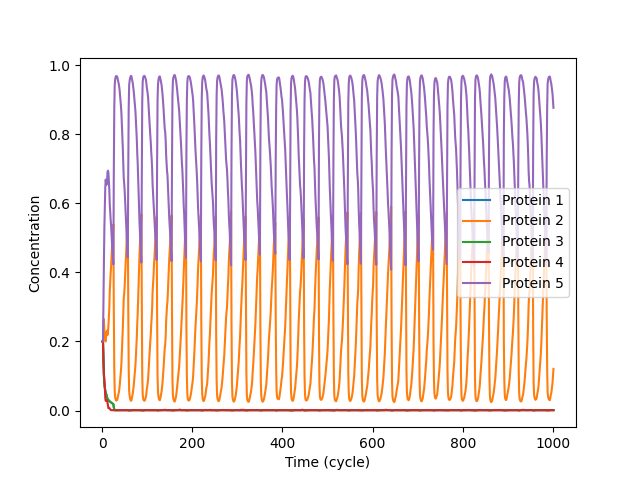 1.0
0.8
0.6
0.4
0.2
0.0
Concentration
Protein 1
Protein 2
Protein 3
Protein 4
Protein 5
0
200
400
600
800
1000
Time (cycle)